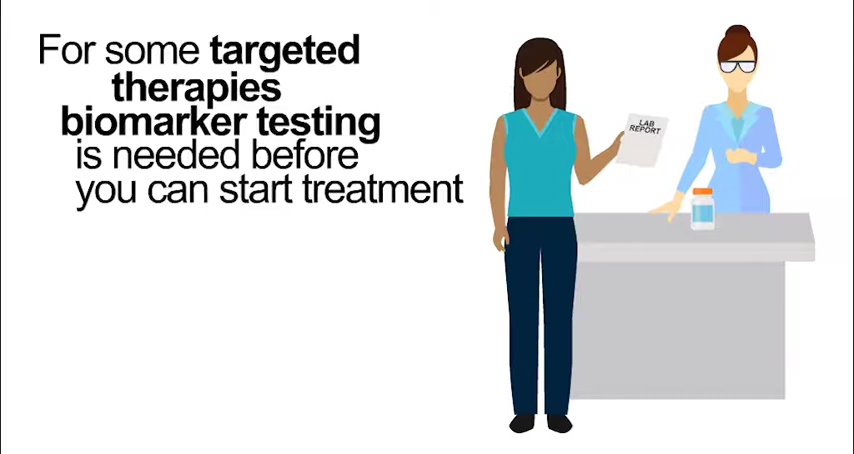 For some targeted
therapies
biomarker testing
is needed before
you can start treatment
LAB
REPORT